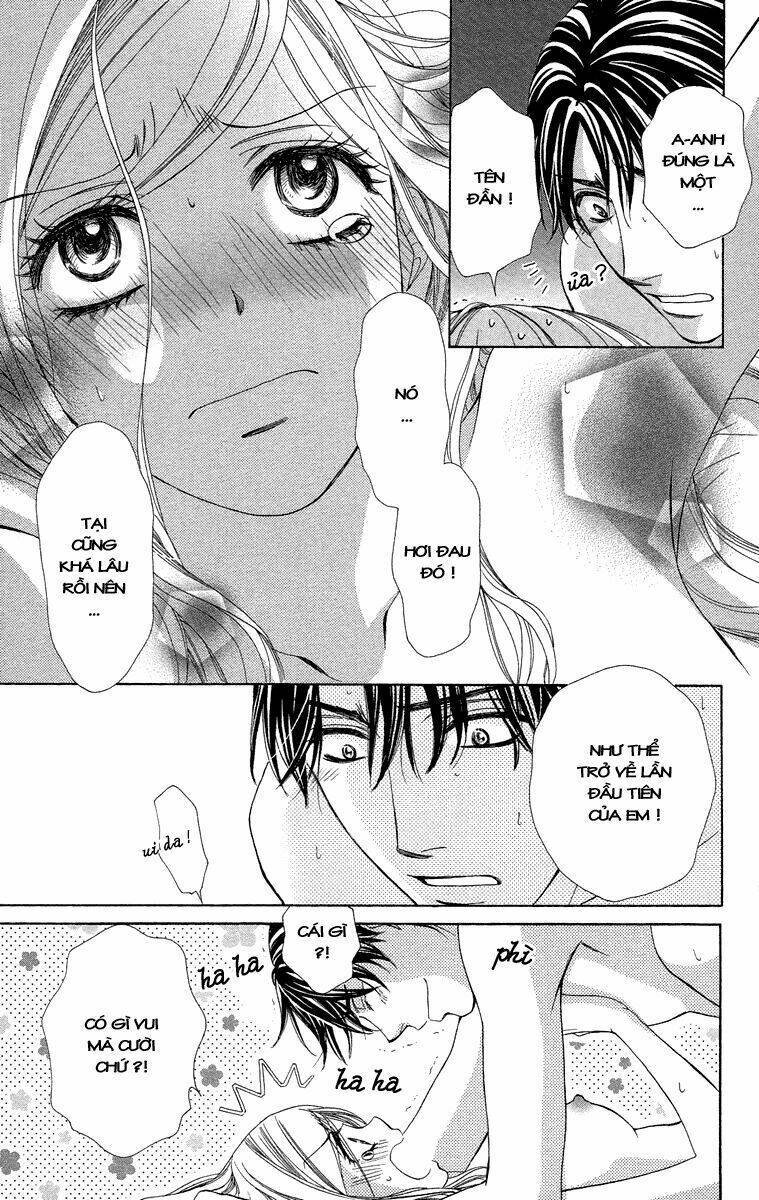 A-ANH
ĐÚNG LÀ
MỘT
...
TÊN
ĐẦN !
ủa ?
NÓ
...
HƠI ĐAU
ĐÓ !
TẠI
CŨNG
KHÁ LÂU
RỒI NÊN
...
NHƯ THỂ
TRỞ VỀ LẦN
ĐẦU TIÊN
CỦA EM !
ui da !
phì
CÁI GÌ
?!
ha ha
ha ha
CÓ GÌ VUI
MÀ CƯỜI
CHỨ ?!